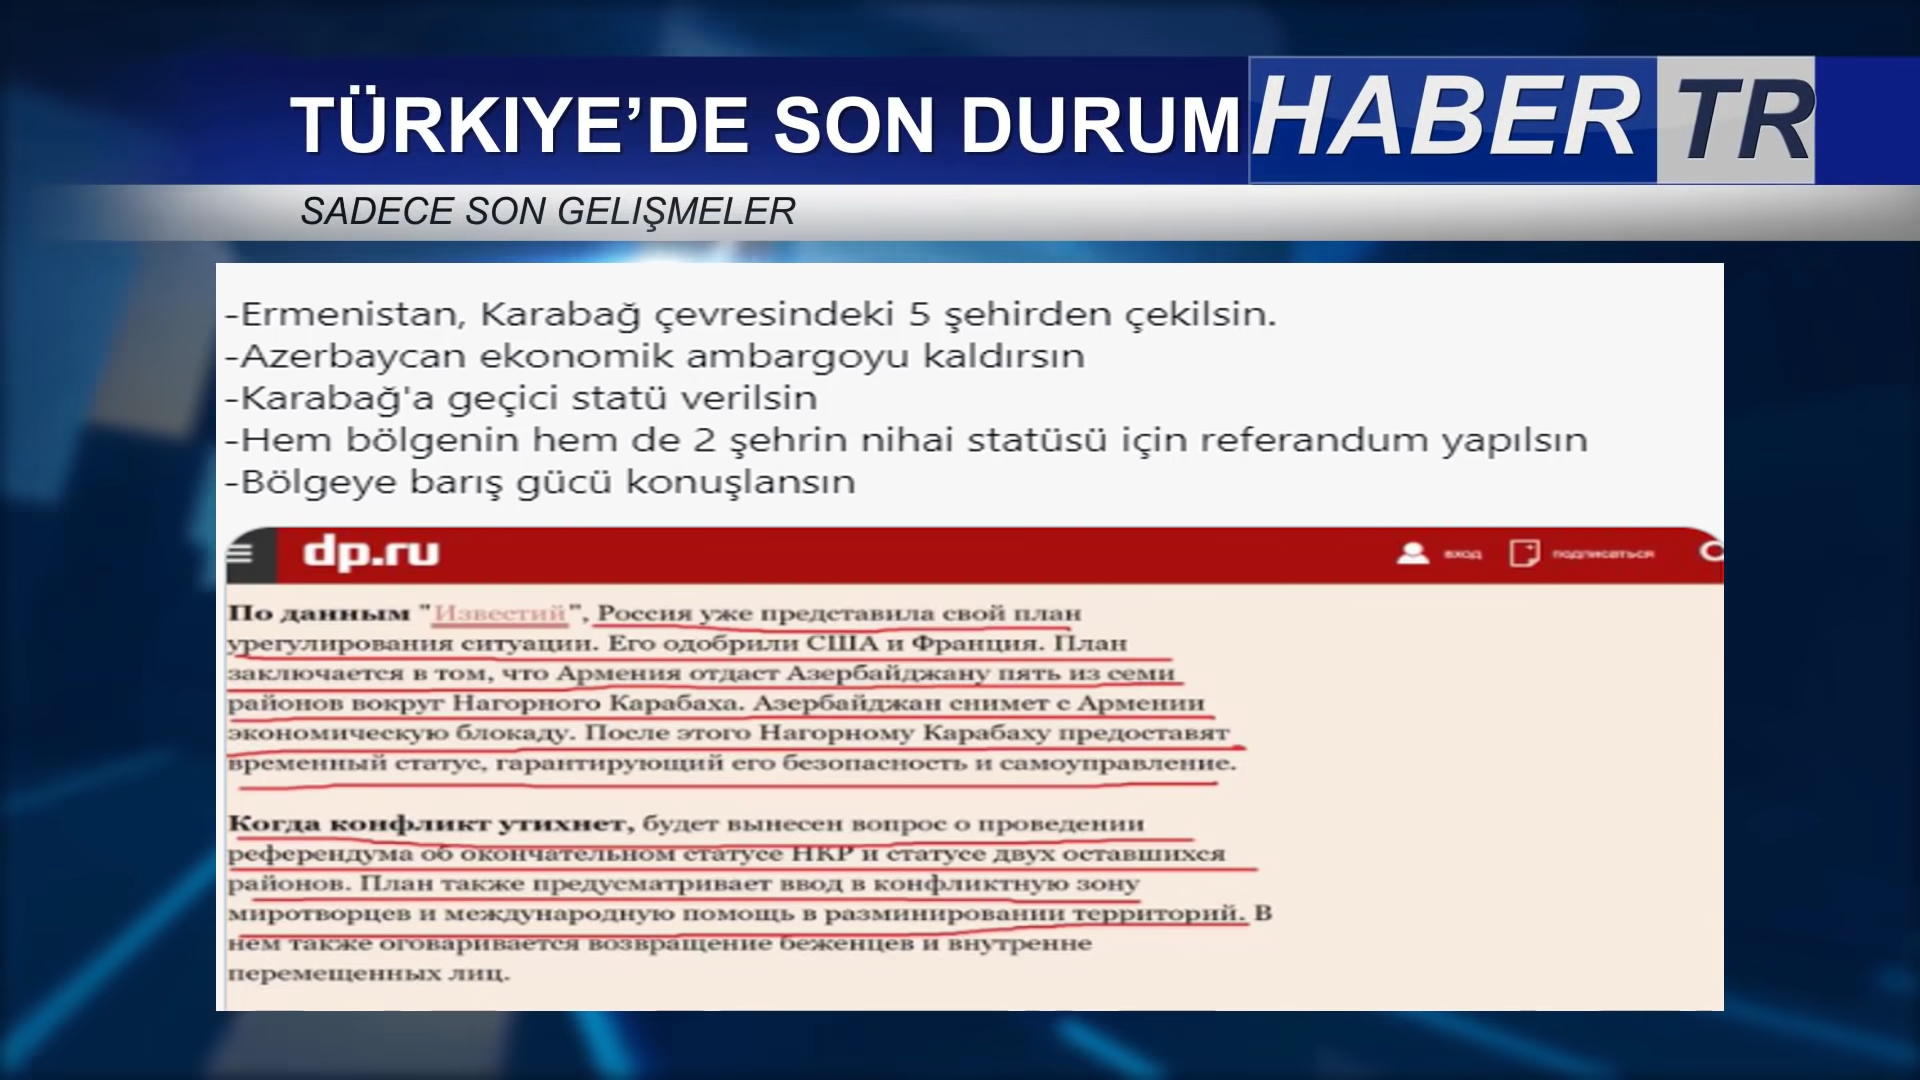 TÜRKIYE’DE SON DURUM HABER TR
SADECE SON GELIŞMELER
-Ermenistan, Karabağ çevresindeki 5 şehirden çekilsin.
-Azerbaycan ekonomik ambargoyu kaldırsın
-Karabağ'a geçici statü verilsin
-Hem bölgenin hem de 2 şehrin nihai statüsü için referandum yapılsın
-Bölgeye barış gücü konuşlansın
dp.ru вход подписаться
По данным "Известий", Россия уже представила свой план
урегулирования ситуации. Его одобрили США и Франция. План
заключается в том, что Армения отдаст Азербайджану пять из семи
районов вокруг Нагорного Карабаха. Азербайджан снимет с Армении
экономическую блокаду. После этого Нагорному Карабаху предоставят
временный статус, гарантирующий его безопасность и самоуправление.
Когда конфликт утихнет, будет вынесен вопрос о проведении
референдума об окончательном статусе НКР и статусе двух оставшихся
районов. План также предусматривает ввод в конфликтную зону
миротворцев и международную помощь в разминировании территорий. В
нем также оговаривается возвращение беженцев и внутренне
перемещенных лиц.